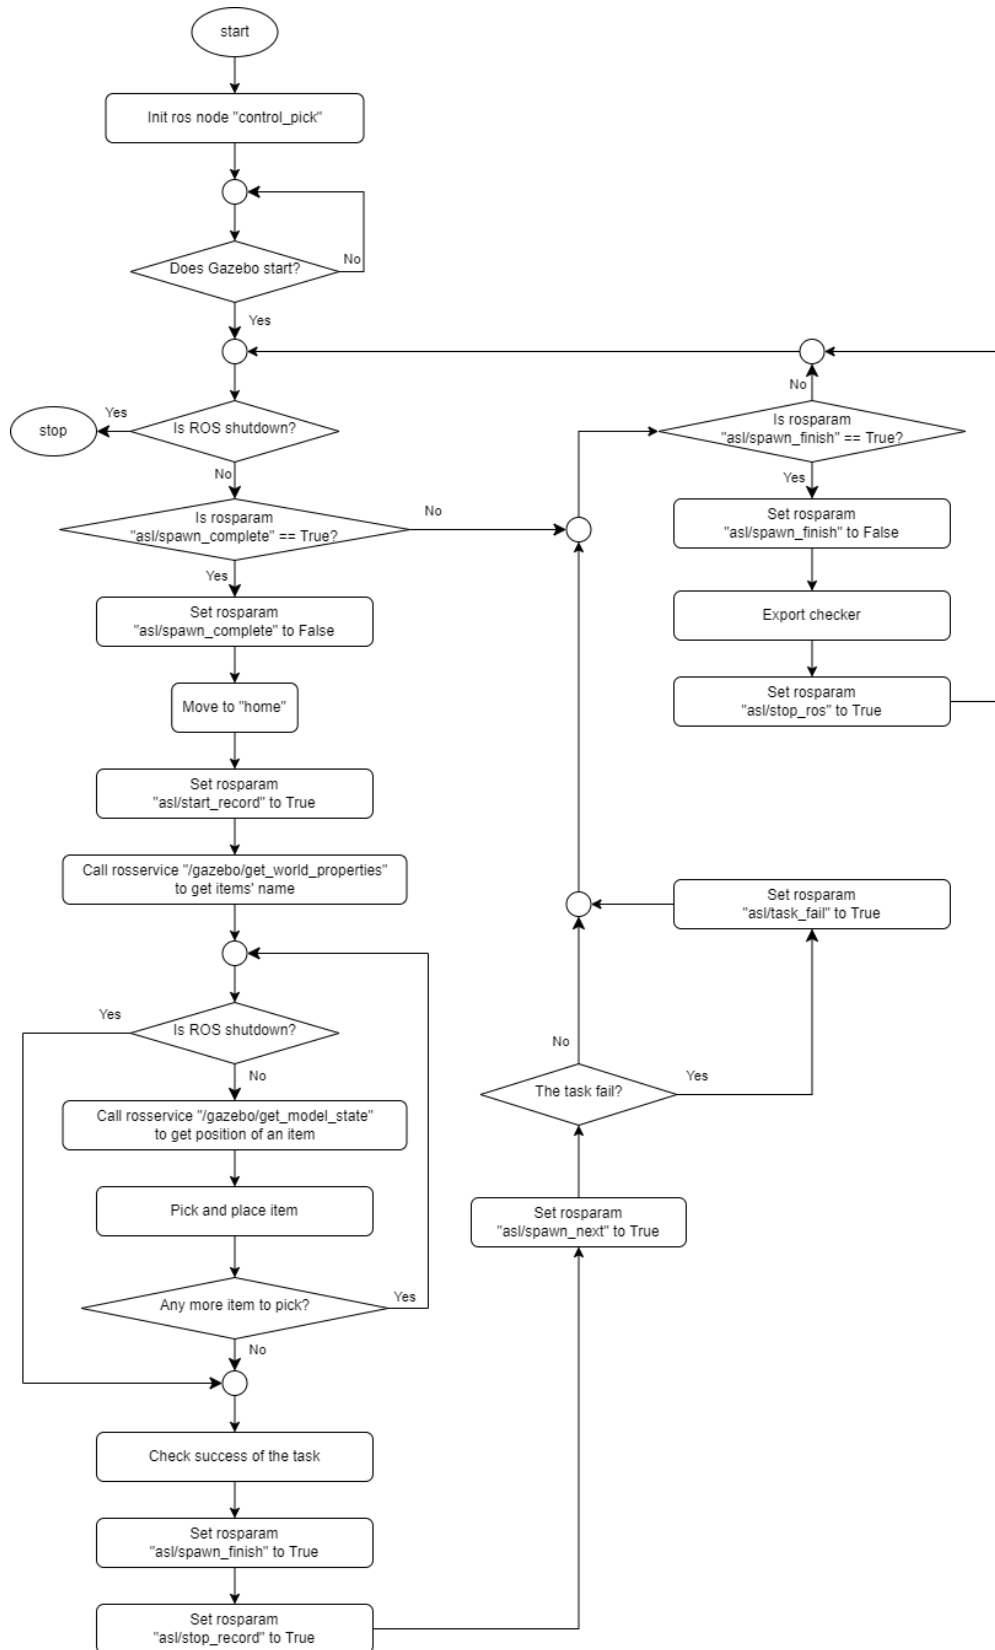 start
Init ros node "control_pick"
Does Gazebo start?
No
Yes
Is ROS shutdown?
Yes
stop
No
Is rosparam
"asl/spawn_complete" == True?
No
Yes
Set rosparam
"asl/spawn_complete" to False
Move to "home"
Set rosparam
"asl/start_record" to True
Call rosservice "/gazebo/get_world_properties"
to get items' name
Is ROS shutdown?
Yes
No
Call rosservice "/gazebo/get_model_state"
to get position of an item
Pick and place item
Any more item to pick?
Yes
No
Check success of the task
Set rosparam
"asl/spawn_finish" to True
Set rosparam
"asl/stop_record" to True
Set rosparam
"asl/spawn_next" to True
The task fail?
No
Yes
Set rosparam
"asl/task_fail" to True
Is rosparam
"asl/spawn_finish" == True?
No
Yes
Set rosparam
"asl/spawn_finish" to False
Export checker
Set rosparam
"asl/stop_ros" to True